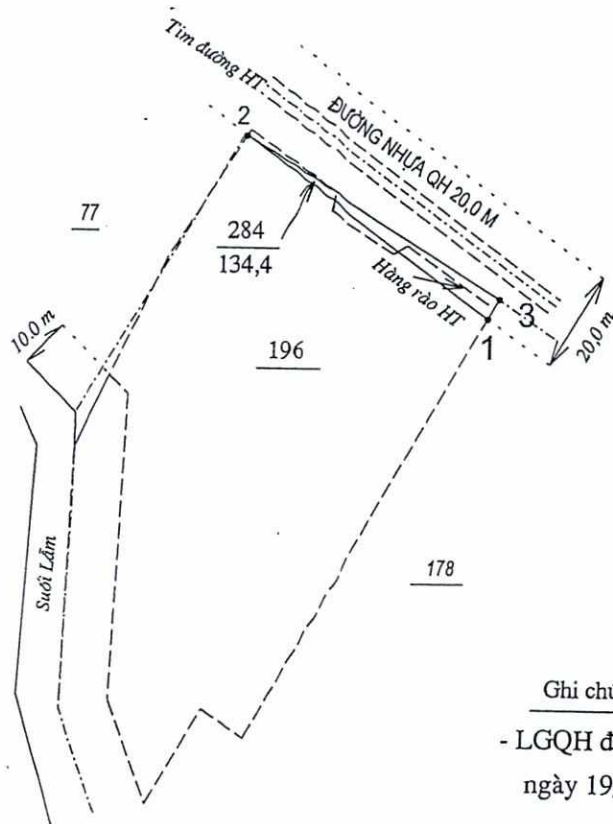 Tim đường HT
ĐƯỜNG NHỰA QH 20,0 M
2
77
284
134,4
Hàng rào HT
3
1
20,0 m
10.0 m
196
Suối Lắm
178
Ghi chú
- LGQH đ
ngày 19